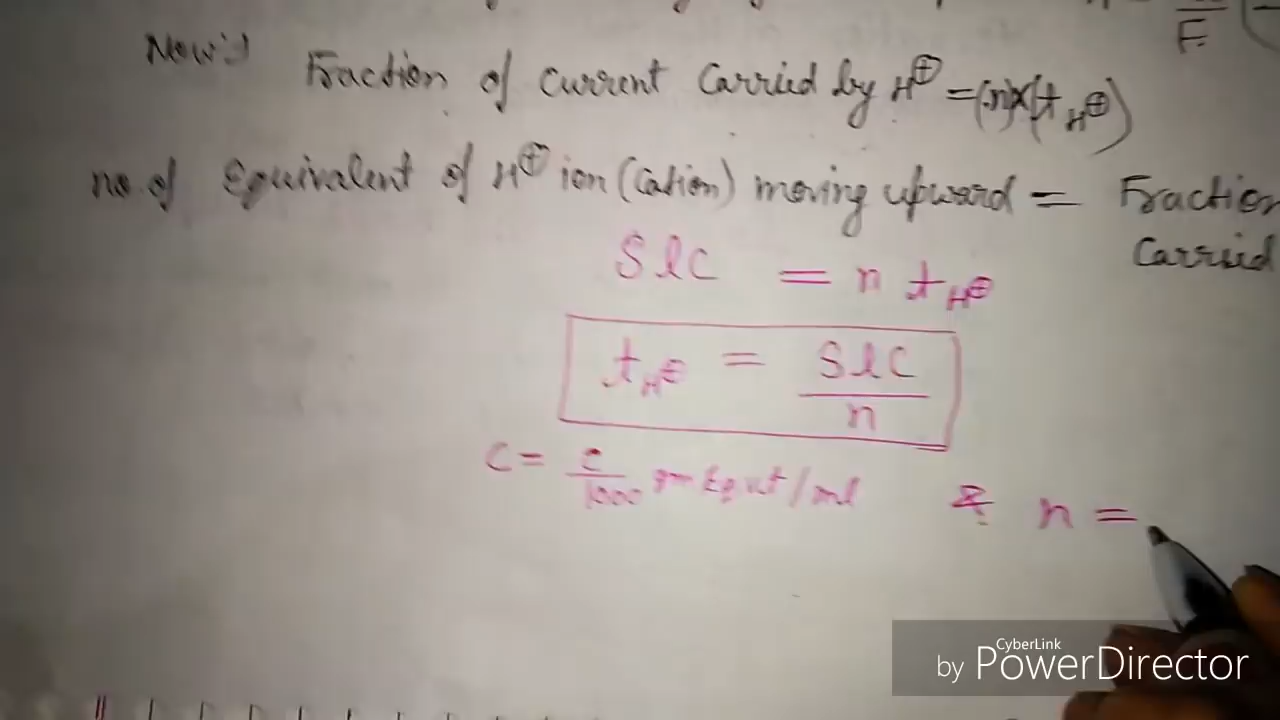 F.
Now's Fraction of current carried by H⊕ = (n)×(t H⊕)
no. of Equivalent of H⊕ ion (cation) moving upward = Fraction
Carried
SlC = n t H⊕
t H⊕ = SlC
n
C = C
1000 gm Eqvt/ml & n =
CyberLink
by PowerDirector